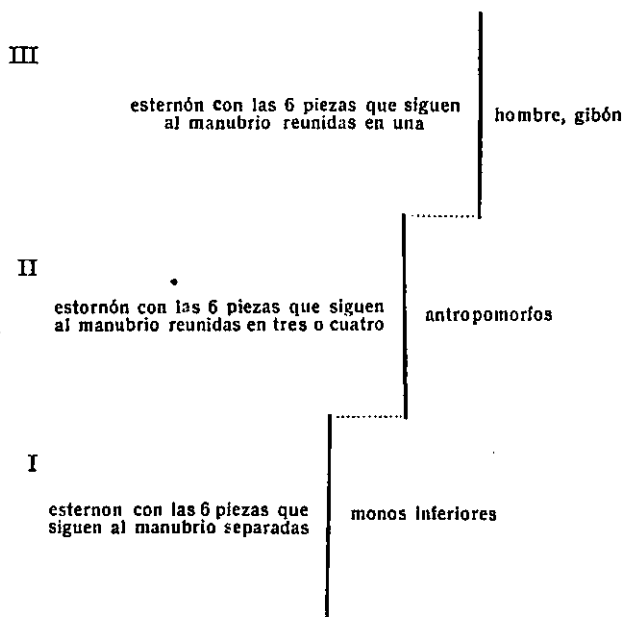 III
esternón con las 6 piezas que siguen
al manubrio reunidas en una
hombre, gibón
II
estornón con las 6 piezas que siguen
al manubrio reunidas en tres o cuatro
antropomorfos
I
esternon con las 6 piezas que
siguen al manubrio separadas
monos inferiores